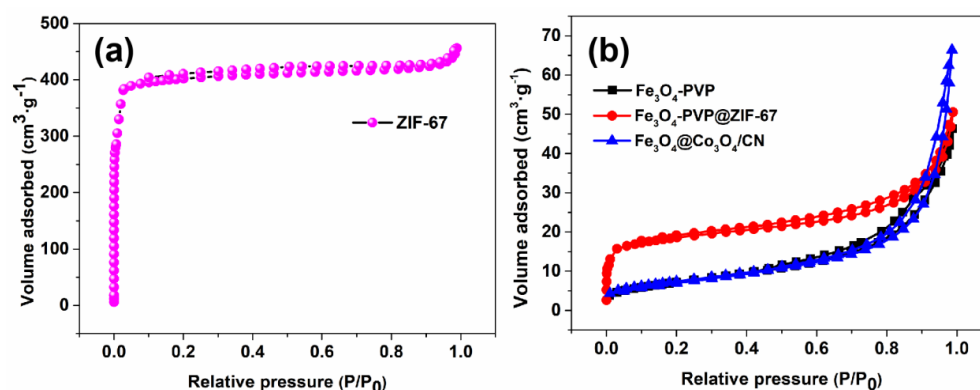 (a)
Volume adsorbed (cm³·g⁻¹)
500
400
300
200
100
0
ZIF-67
0.0 0.2 0.4 0.6 0.8 1.0
Relative pressure (P/P₀)
(b)
Volume adsorbed (cm³·g⁻¹)
70
60
50
40
30
20
10
0
Fe₃O₄-PVP
Fe₃O₄-PVP@ZIF-67
Fe₃O₄@Co₃O₄/CN
0.0 0.2 0.4 0.6 0.8 1.0
Relative pressure (P/P₀)